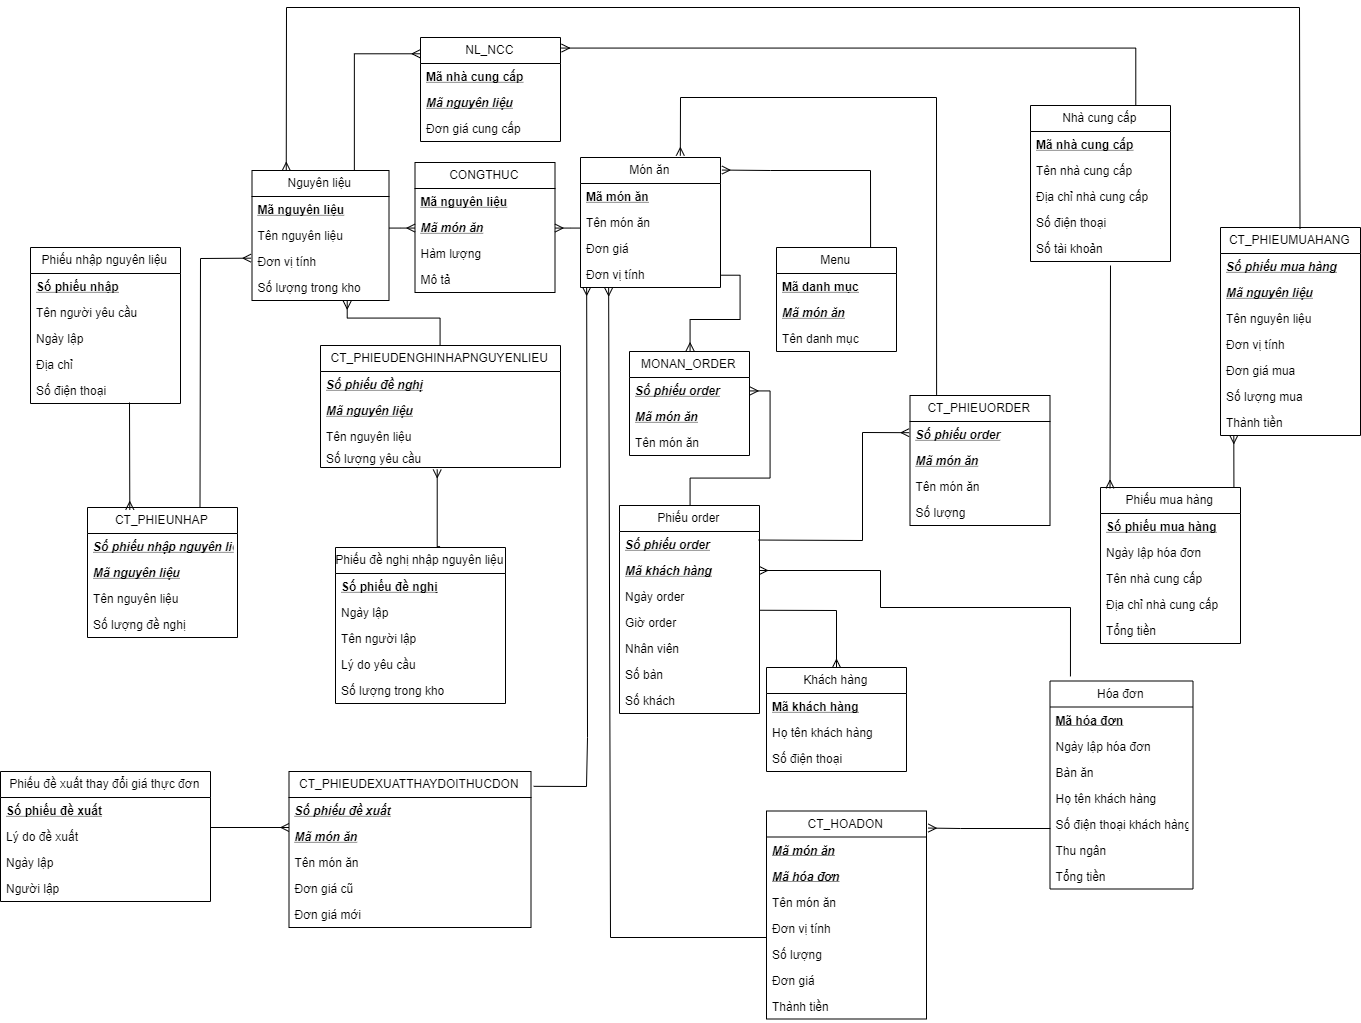 NL_NCC
Mã nhà cung cấp
Mã nguyên liệu
Đơn giá cung cấp
Nhà cung cấp
Mã nhà cung cấp
Tên nhà cung cấp
Địa chỉ nhà cung cấp
Số điện thoại
Số tài khoản
Nguyên liệu
Mã nguyên liệu
Tên nguyên liệu
Đơn vị tính
Số lượng trong kho
CONGTHUC
Mã nguyên liệu
Mã món ăn
Hàm lượng
Mô tả
Món ăn
Mã món ăn
Tên món ăn
Đơn giá
Đơn vị tính
Menu
Mã danh mục
Mã món ăn
Tên danh mục
CT_PHIEUMUAHANG
Số phiếu mua hàng
Mã nguyên liệu
Tên nguyên liệu
Đơn vị tính
Đơn giá mua
Số lượng mua
Thành tiền
Phiếu nhập nguyên liệu
Số phiếu nhập
Tên người yêu cầu
Ngày lập
Địa chỉ
Số điện thoại
CT_PHIEUDENGHINHAPNGUYENLIEU
Số phiếu đề nghị
Mã nguyên liệu
Tên nguyên liệu
Số lượng yêu cầu
MONAN_ORDER
Số phiếu order
Mã món ăn
Tên món ăn
CT_PHIEUORDER
Số phiếu order
Mã món ăn
Tên món ăn
Số lượng
CT_PHIEUNHAP
Số phiếu nhập nguyên li
Mã nguyên liệu
Tên nguyên liệu
Số lượng đề nghị
Phiếu đề nghị nhập nguyên liệu
Số phiếu đề nghị
Ngày lập
Tên người lập
Lý do yêu cầu
Số lượng trong kho
Phiếu order
Số phiếu order
Mã khách hàng
Ngày order
Giờ order
Nhân viên
Số bàn
Số khách
Phiếu mua hàng
Số phiếu mua hàng
Ngày lập hóa đơn
Tên nhà cung cấp
Địa chỉ nhà cung cấp
Tổng tiền
Khách hàng
Mã khách hàng
Họ tên khách hàng
Số điện thoại
Hóa đơn
Mã hóa đơn
Ngày lập hóa đơn
Bàn ăn
Họ tên khách hàng
Số điện thoại khách hàng
Thu ngân
Tổng tiền
Phiếu đề xuất thay đổi giá thực đơn
Số phiếu đề xuất
Lý do đề xuất
Ngày lập
Người lập
CT_PHIEUDEXUATTHAYDOITHUCDON
Số phiếu đề xuất
Mã món ăn
Tên món ăn
Đơn giá cũ
Đơn giá mới
CT_HOADON
Mã món ăn
Mã hóa đơn
Tên món ăn
Đơn vị tính
Số lượng
Đơn giá
Thành tiền